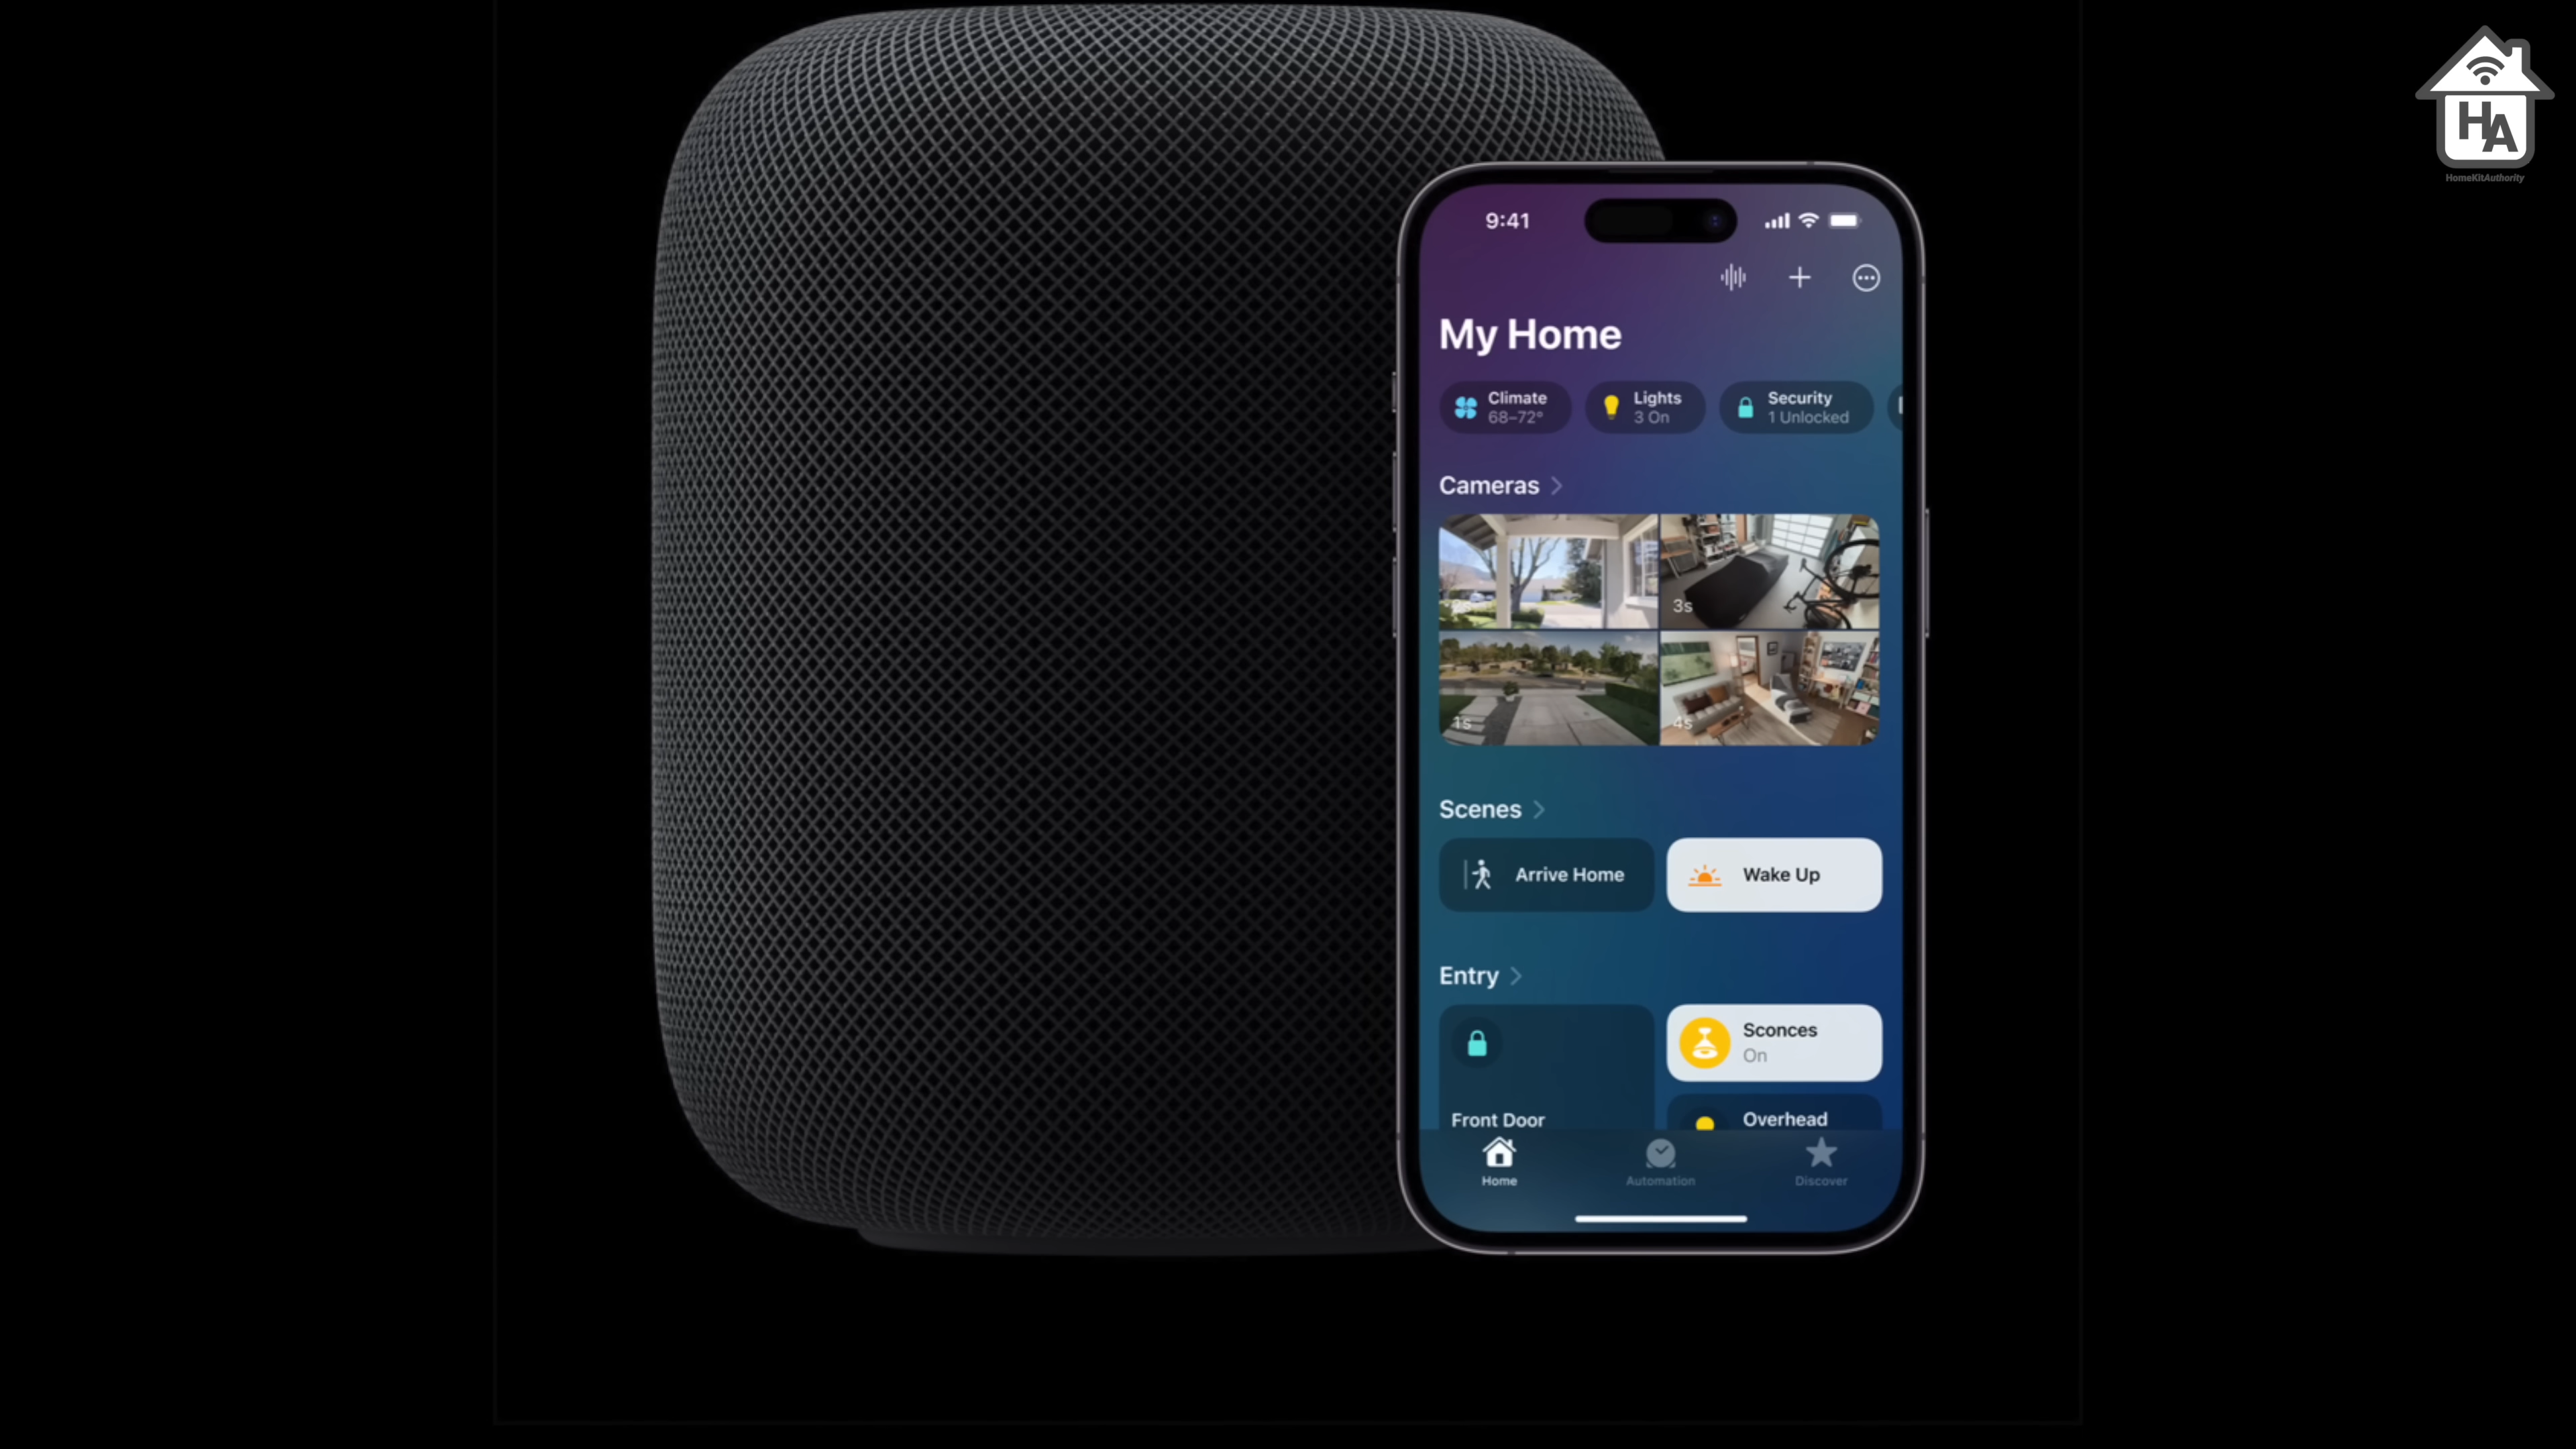 HA
HomeKitAuthority
9:41
My Home
Climate
68–72°
Lights
3 On
Security
1 Unlocked
Cameras
3s
1s
4s
Scenes
Arrive Home
Wake Up
Entry
Sconces
On
Front Door
Overhead
Home
Automation
Discover